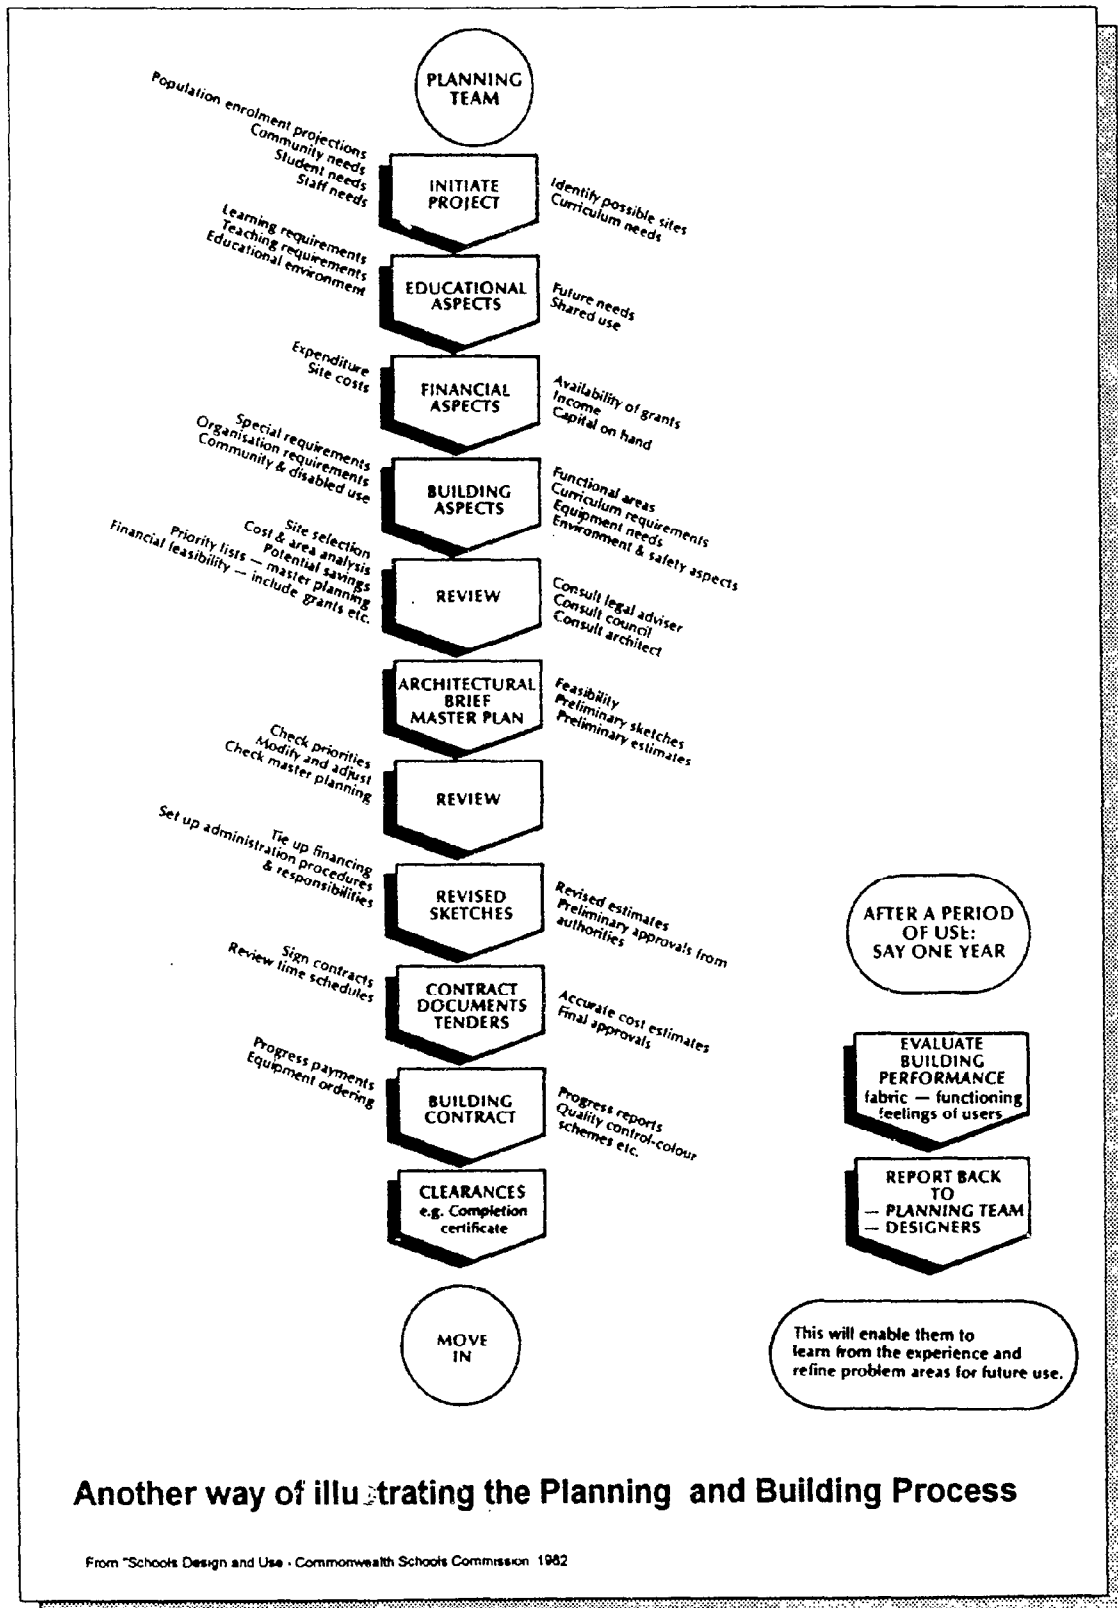 PLANNING
TEAM
Population enrolment projections
Community needs
Student needs
Staff needs
INITIATE
PROJECT
Identify possible sites
Curriculum needs
Learning requirements
Teaching requirements
Educational environment
EDUCATIONAL
ASPECTS
Future needs
Shared use
Expenditure
Site costs
FINANCIAL
ASPECTS
Availability of grants
Income
Capital on hand
Special requirements
Organisation requirements
Community & disabled use
BUILDING
ASPECTS
Functional areas
Curriculum requirements
Equipment needs
Environment & safety aspects
Site selection
Cost & area analysis
Potential savings
Priority lists — master planning
Financial feasibility — include grants etc.
REVIEW
Consult legal adviser
Consult council
Consult architect
ARCHITECTURAL
BRIEF
MASTER PLAN
Feasibility
Preliminary sketches
Preliminary estimates
Check priorities
Modify and adjust
Check master planning
REVIEW
Tie up financing
Set up administration procedures
& responsibilities
REVISED
SKETCHES
Revised estimates
Preliminary approvals from
authorities
Sign contracts
Review time schedules
CONTRACT
DOCUMENTS
TENDERS
Accurate cost estimates
Final approvals
Progress payments
Equipment ordering
BUILDING
CONTRACT
Progress reports
Quality control-colour
schemes etc.
CLEARANCES
e.g. Completion
certificate
MOVE
IN
AFTER A PERIOD
OF USE:
SAY ONE YEAR
EVALUATE
BUILDING
PERFORMANCE
fabric — functioning
feelings of users
REPORT BACK
TO
— PLANNING TEAM
— DESIGNERS
This will enable them to
learn from the experience and
refine problem areas for future use.
Another way of illustrating the Planning and Building Process
From "Schools Design and Use - Commonwealth Schools Commission 1982